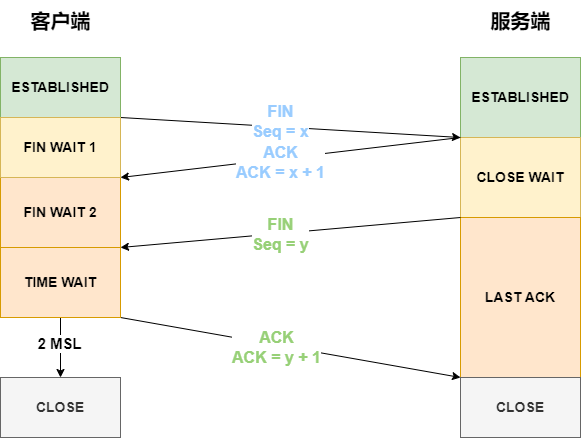 客户端
服务端
ESTABLISHED
ESTABLISHED
FIN
Seq = x
FIN WAIT 1
ACK
ACK = x + 1
CLOSE WAIT
FIN WAIT 2
FIN
Seq = y
TIME WAIT
LAST ACK
2 MSL
ACK
ACK = y + 1
CLOSE
CLOSE